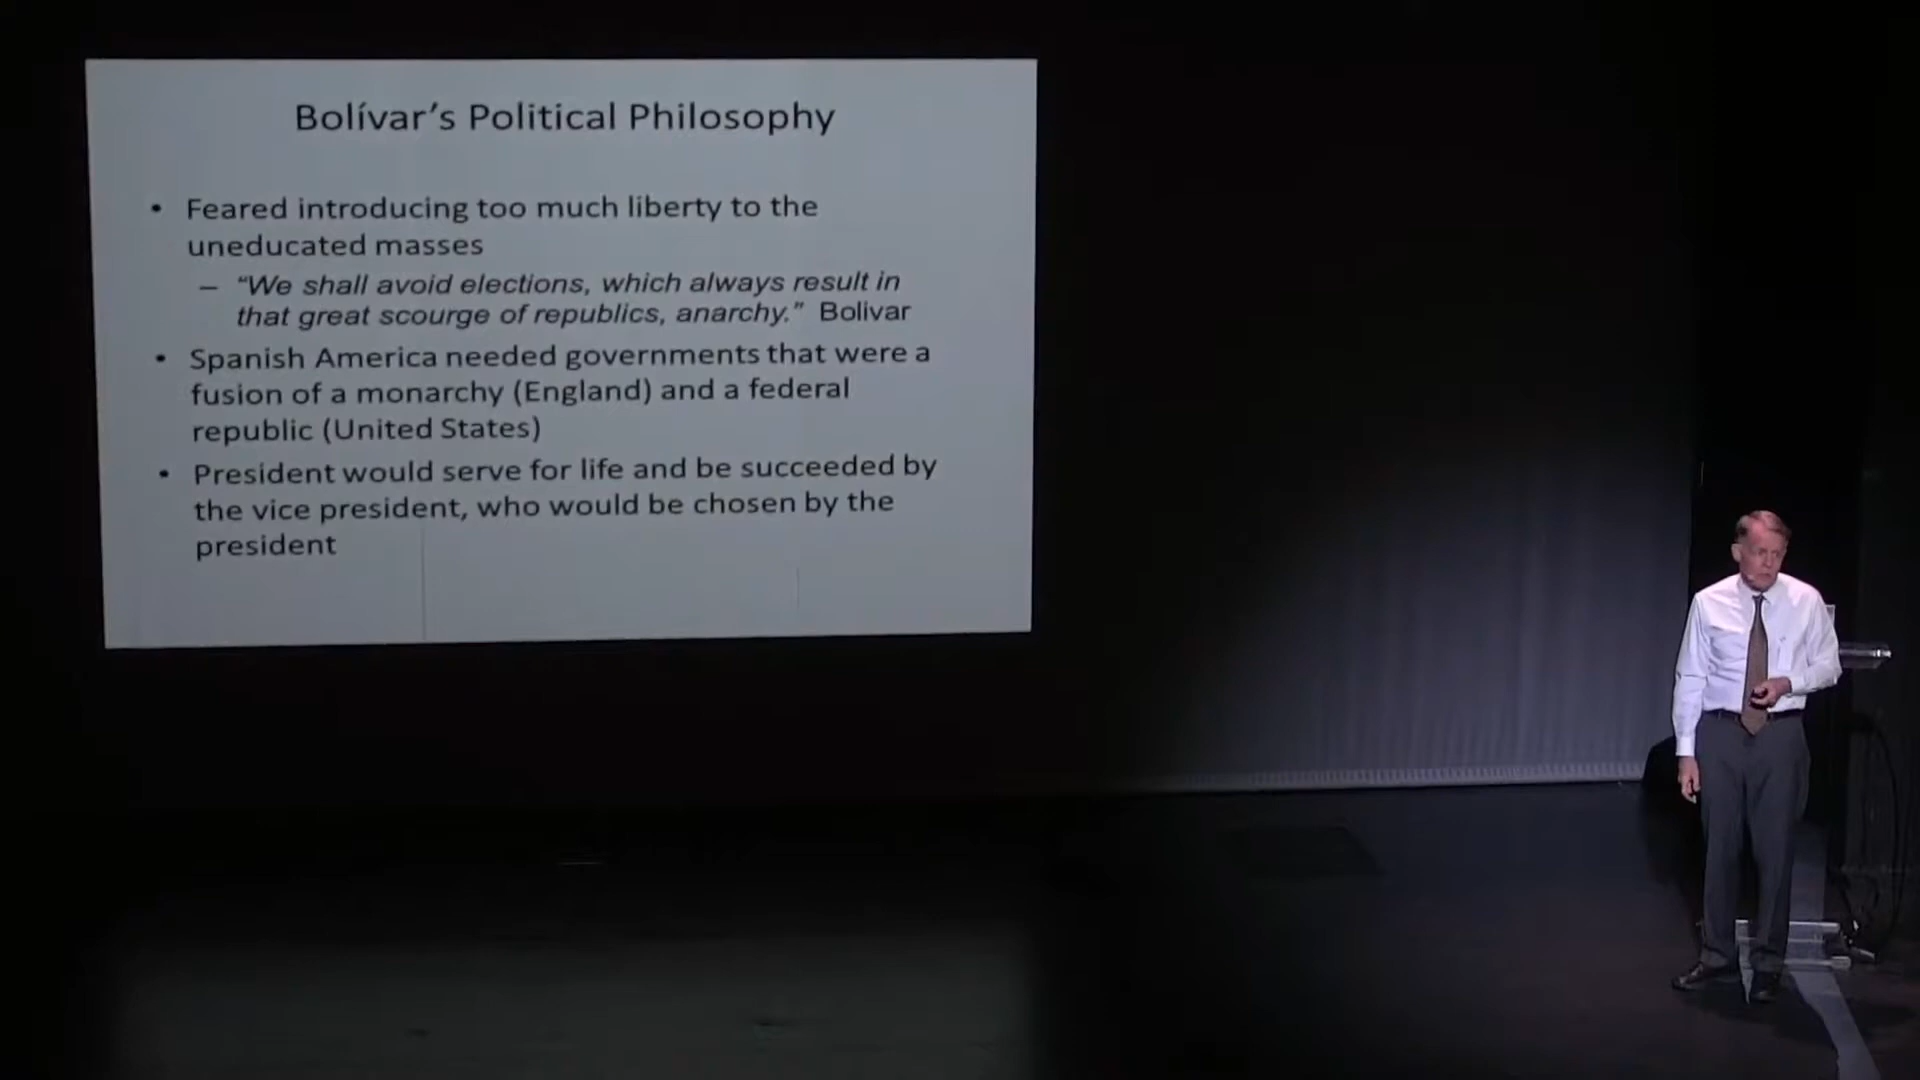 Bolívar’s Political Philosophy
• Feared introducing too much liberty to the
uneducated masses
– “We shall avoid elections, which always result in
that great scourge of republics, anarchy.” Bolivar
• Spanish America needed governments that were a
fusion of a monarchy (England) and a federal
republic (United States)
• President would serve for life and be succeeded by
the vice president, who would be chosen by the
president